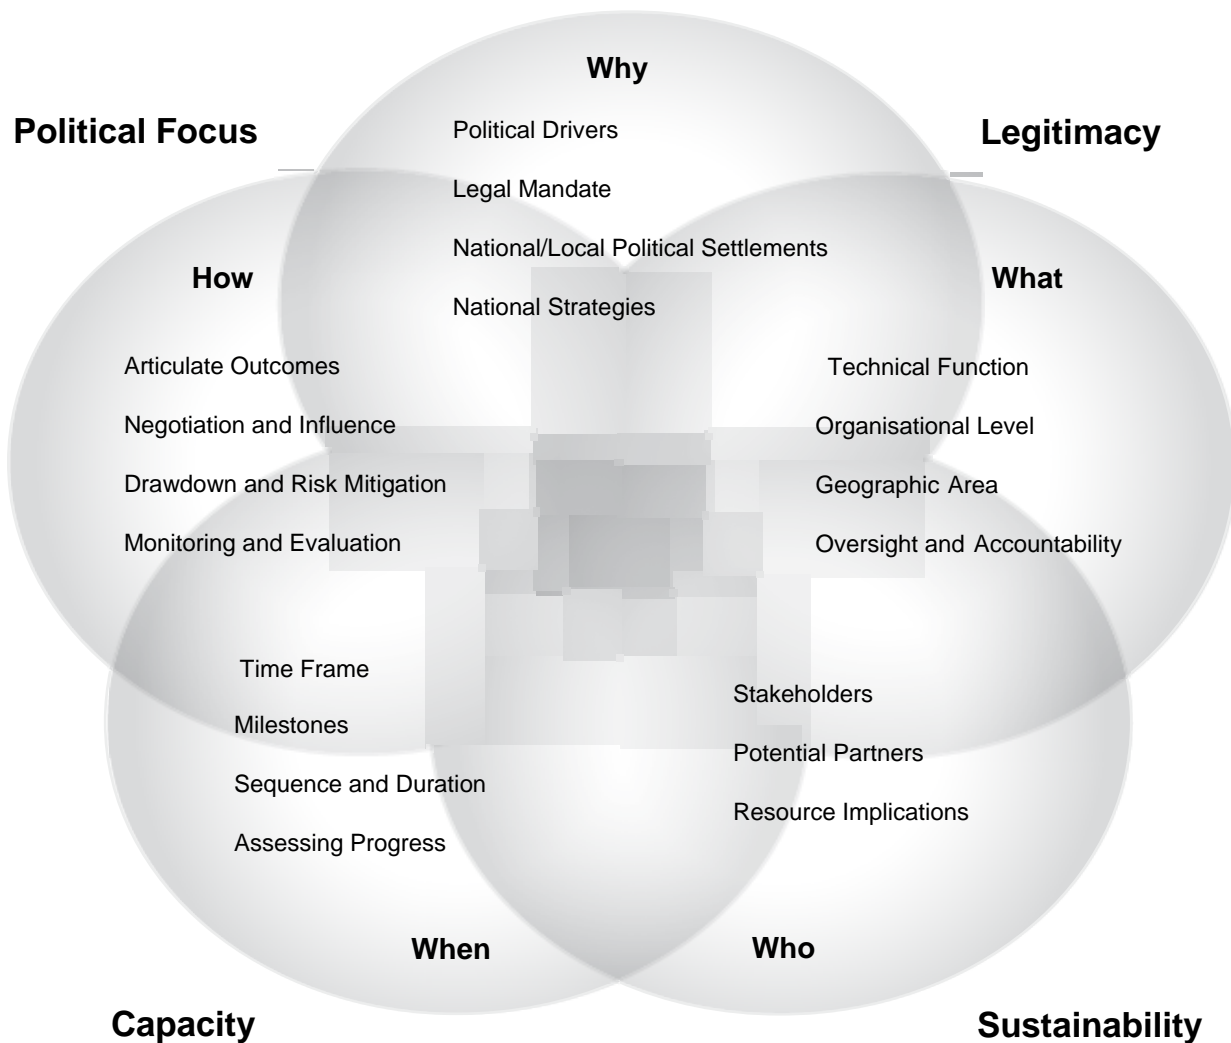 Why
Political Focus
Legitimacy
Political Drivers
Legal Mandate
National/Local Political Settlements
National Strategies
How
Articulate Outcomes
Negotiation and Influence
Drawdown and Risk Mitigation
Monitoring and Evaluation
What
Technical Function
Organisational Level
Geographic Area
Oversight and Accountability
Time Frame
Milestones
Sequence and Duration
Assessing Progress
When
Stakeholders
Potential Partners
Resource Implications
Who
Capacity
Sustainability